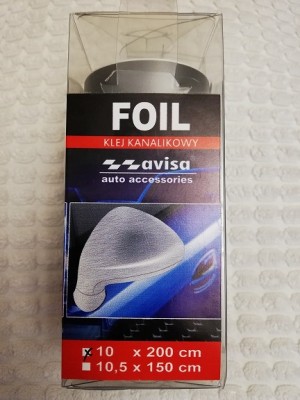 FOIL
KLEJ KANALIKOWY
avisa
auto accessories
10 x 200 cm
10,5 x 150 cm